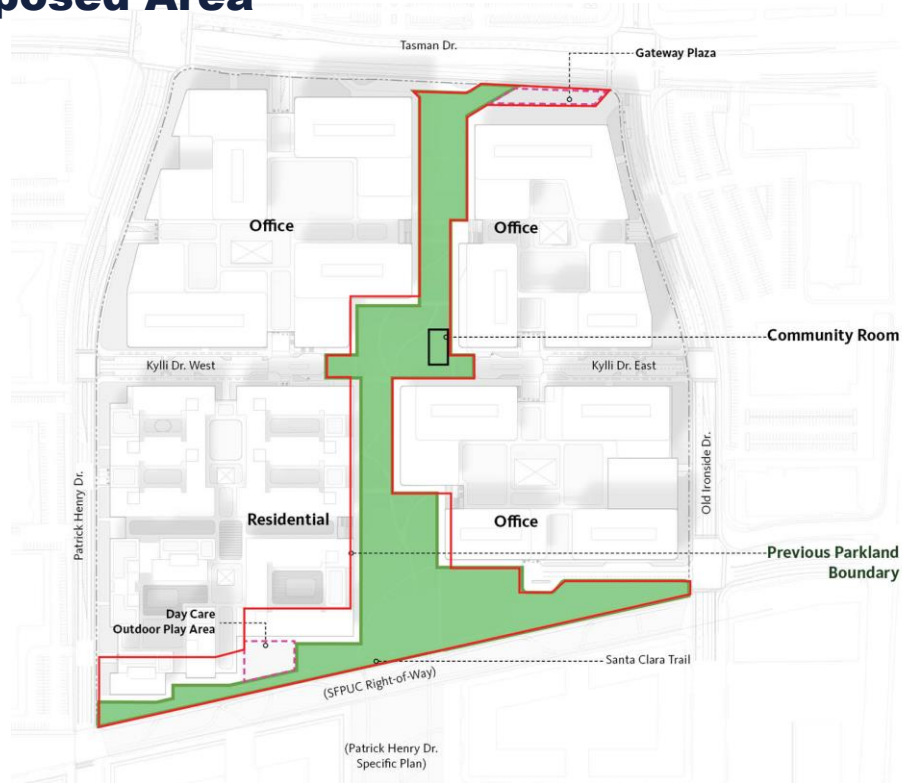 posed Area
Tasman Dr.
Gateway Plaza
Office
Office
Community Room
Kylli Dr. West
Kylli Dr. East
Patrick Henry Dr.
Old Ironside Dr.
Residential
Office
Previous Parkland
Boundary
Day Care
Outdoor Play Area
Santa Clara Trail
(SFPUC Right-of-Way)
(Patrick Henry Dr.
Specific Plan)